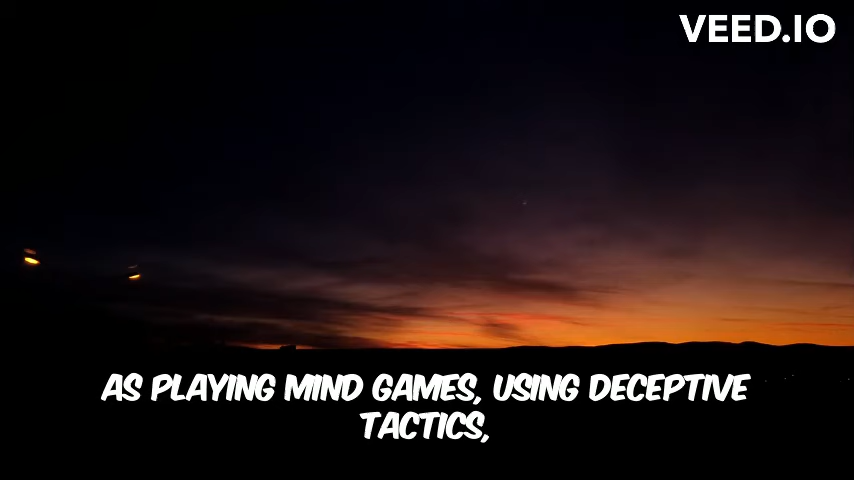 VEED.IO
AS PLAYING MIND GAMES, USING DECEPTIVE
TACTICS,